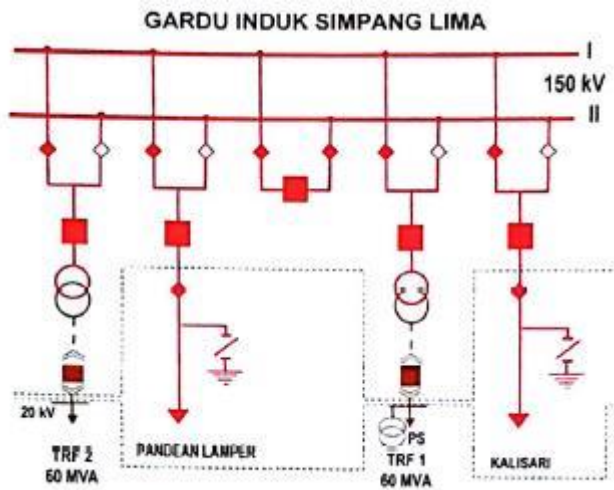 GARDU INDUK SIMPANG LIMA
I
150 kV
II
20 kV
TRF 2
60 MVA
PANDEAN LAMPER
PS
TRF 1
60 MVA
KALISARI